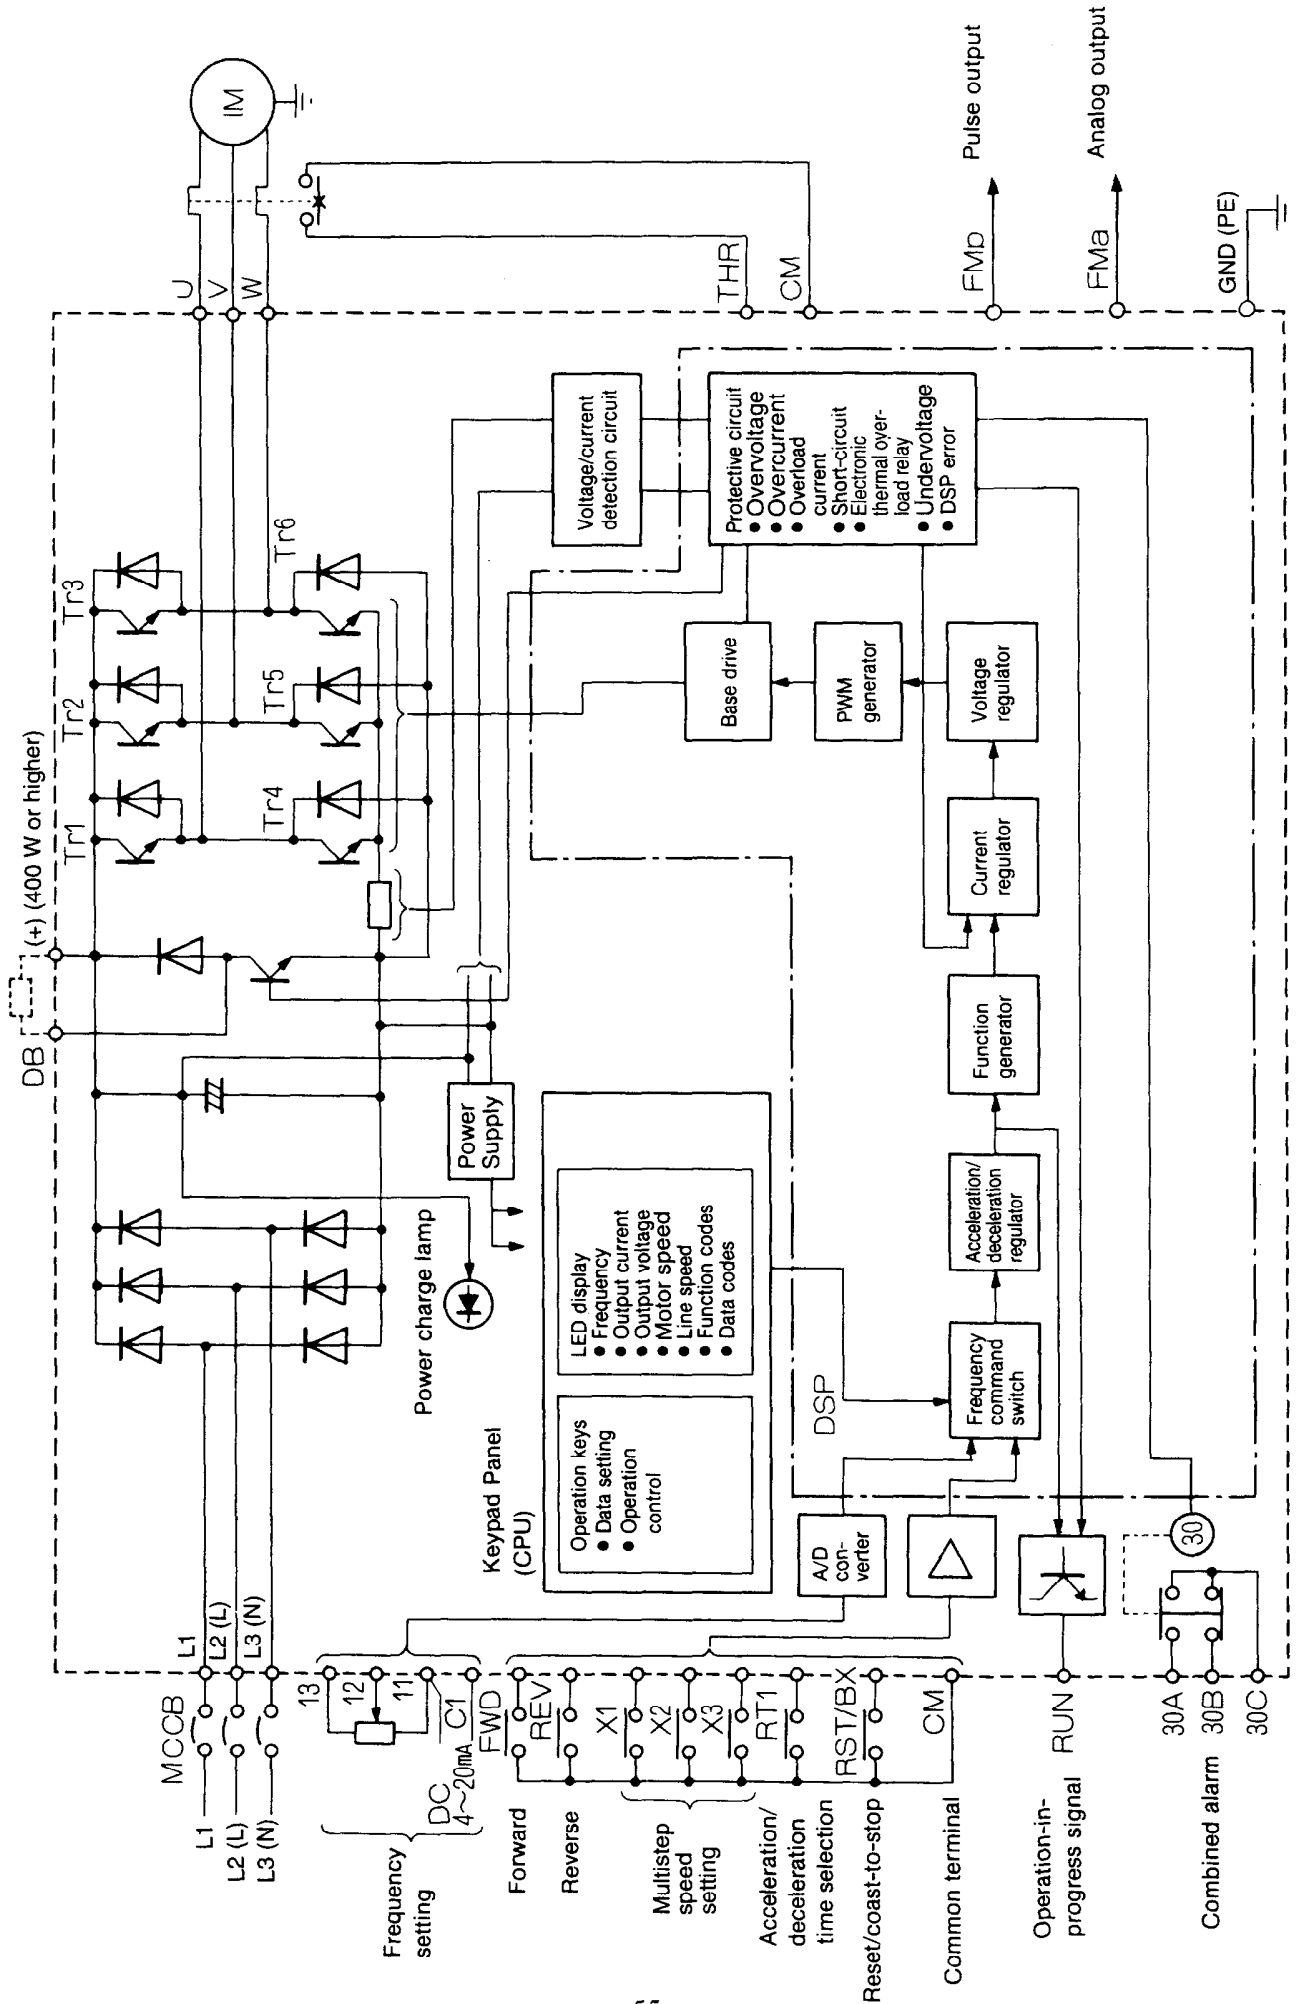 MCCB
L1
L2 (L)
L3 (N)
L1
L2 (L)
L3 (N)
DB
(+) (400 W or higher)
Tr1
Tr2
Tr3
Tr4
Tr5
Tr6
U
V
W
IM
Power charge lamp
Power
Supply
Frequency
setting
13
12
11
DC
4~20mA
C1
Forward
FWD
Reverse
REV
Multistep
speed
setting
X1
X2
X3
Acceleration/
deceleration
time selection
RT1
Reset/coast-to-stop
RST/BX
Common terminal
CM
Operation-in-
progress signal
RUN
Combined alarm
30A
30B
30C
30
Keypad Panel
(CPU)
Operation keys
● Data setting
● Operation
control
LED display
● Frequency
● Output current
● Output voltage
● Motor speed
● Line speed
● Function codes
● Data codes
A/D
con-
verter
DSP
Frequency
command
switch
Acceleration/
deceleration
regulator
Function
generator
Current
regulator
Voltage
regulator
PWM
generator
Base drive
Voltage/current
detection circuit
Protective circuit
● Overvoltage
● Overcurrent
● Overload
current
● Short-circuit
● Electronic
thermal over-
load relay
● Undervoltage
● DSP error
THR
CM
FMp
Pulse output
FMa
Analog output
GND (PE)